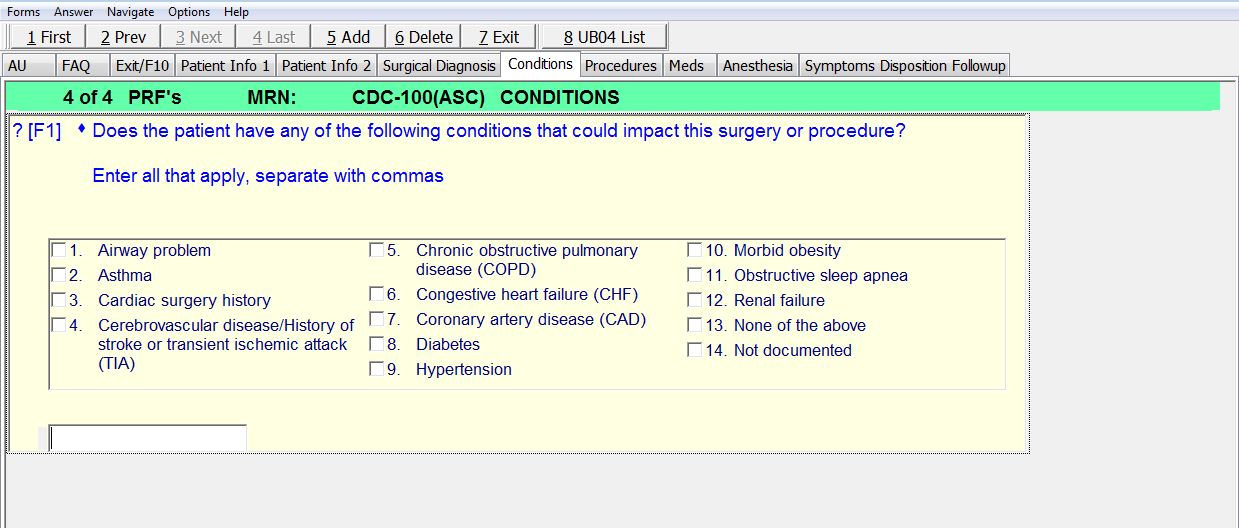 Forms Answer Navigate Options Help
1 First 2 Prev 3 Next 4 Last 5 Add 6 Delete 7 Exit 8 UB04 List
AU FAQ Exit/F10 Patient Info 1 Patient Info 2 Surgical Diagnosis Conditions Procedures Meds Anesthesia Symptoms Disposition Followup
4 of 4 PRF's MRN: CDC-100(ASC) CONDITIONS
? [F1] ♦ Does the patient have any of the following conditions that could impact this surgery or procedure?
Enter all that apply, separate with commas
1. Airway problem
2. Asthma
3. Cardiac surgery history
4. Cerebrovascular disease/History of
stroke or transient ischemic attack
(TIA)
5. Chronic obstructive pulmonary
disease (COPD)
6. Congestive heart failure (CHF)
7. Coronary artery disease (CAD)
8. Diabetes
9. Hypertension
10. Morbid obesity
11. Obstructive sleep apnea
12. Renal failure
13. None of the above
14. Not documented